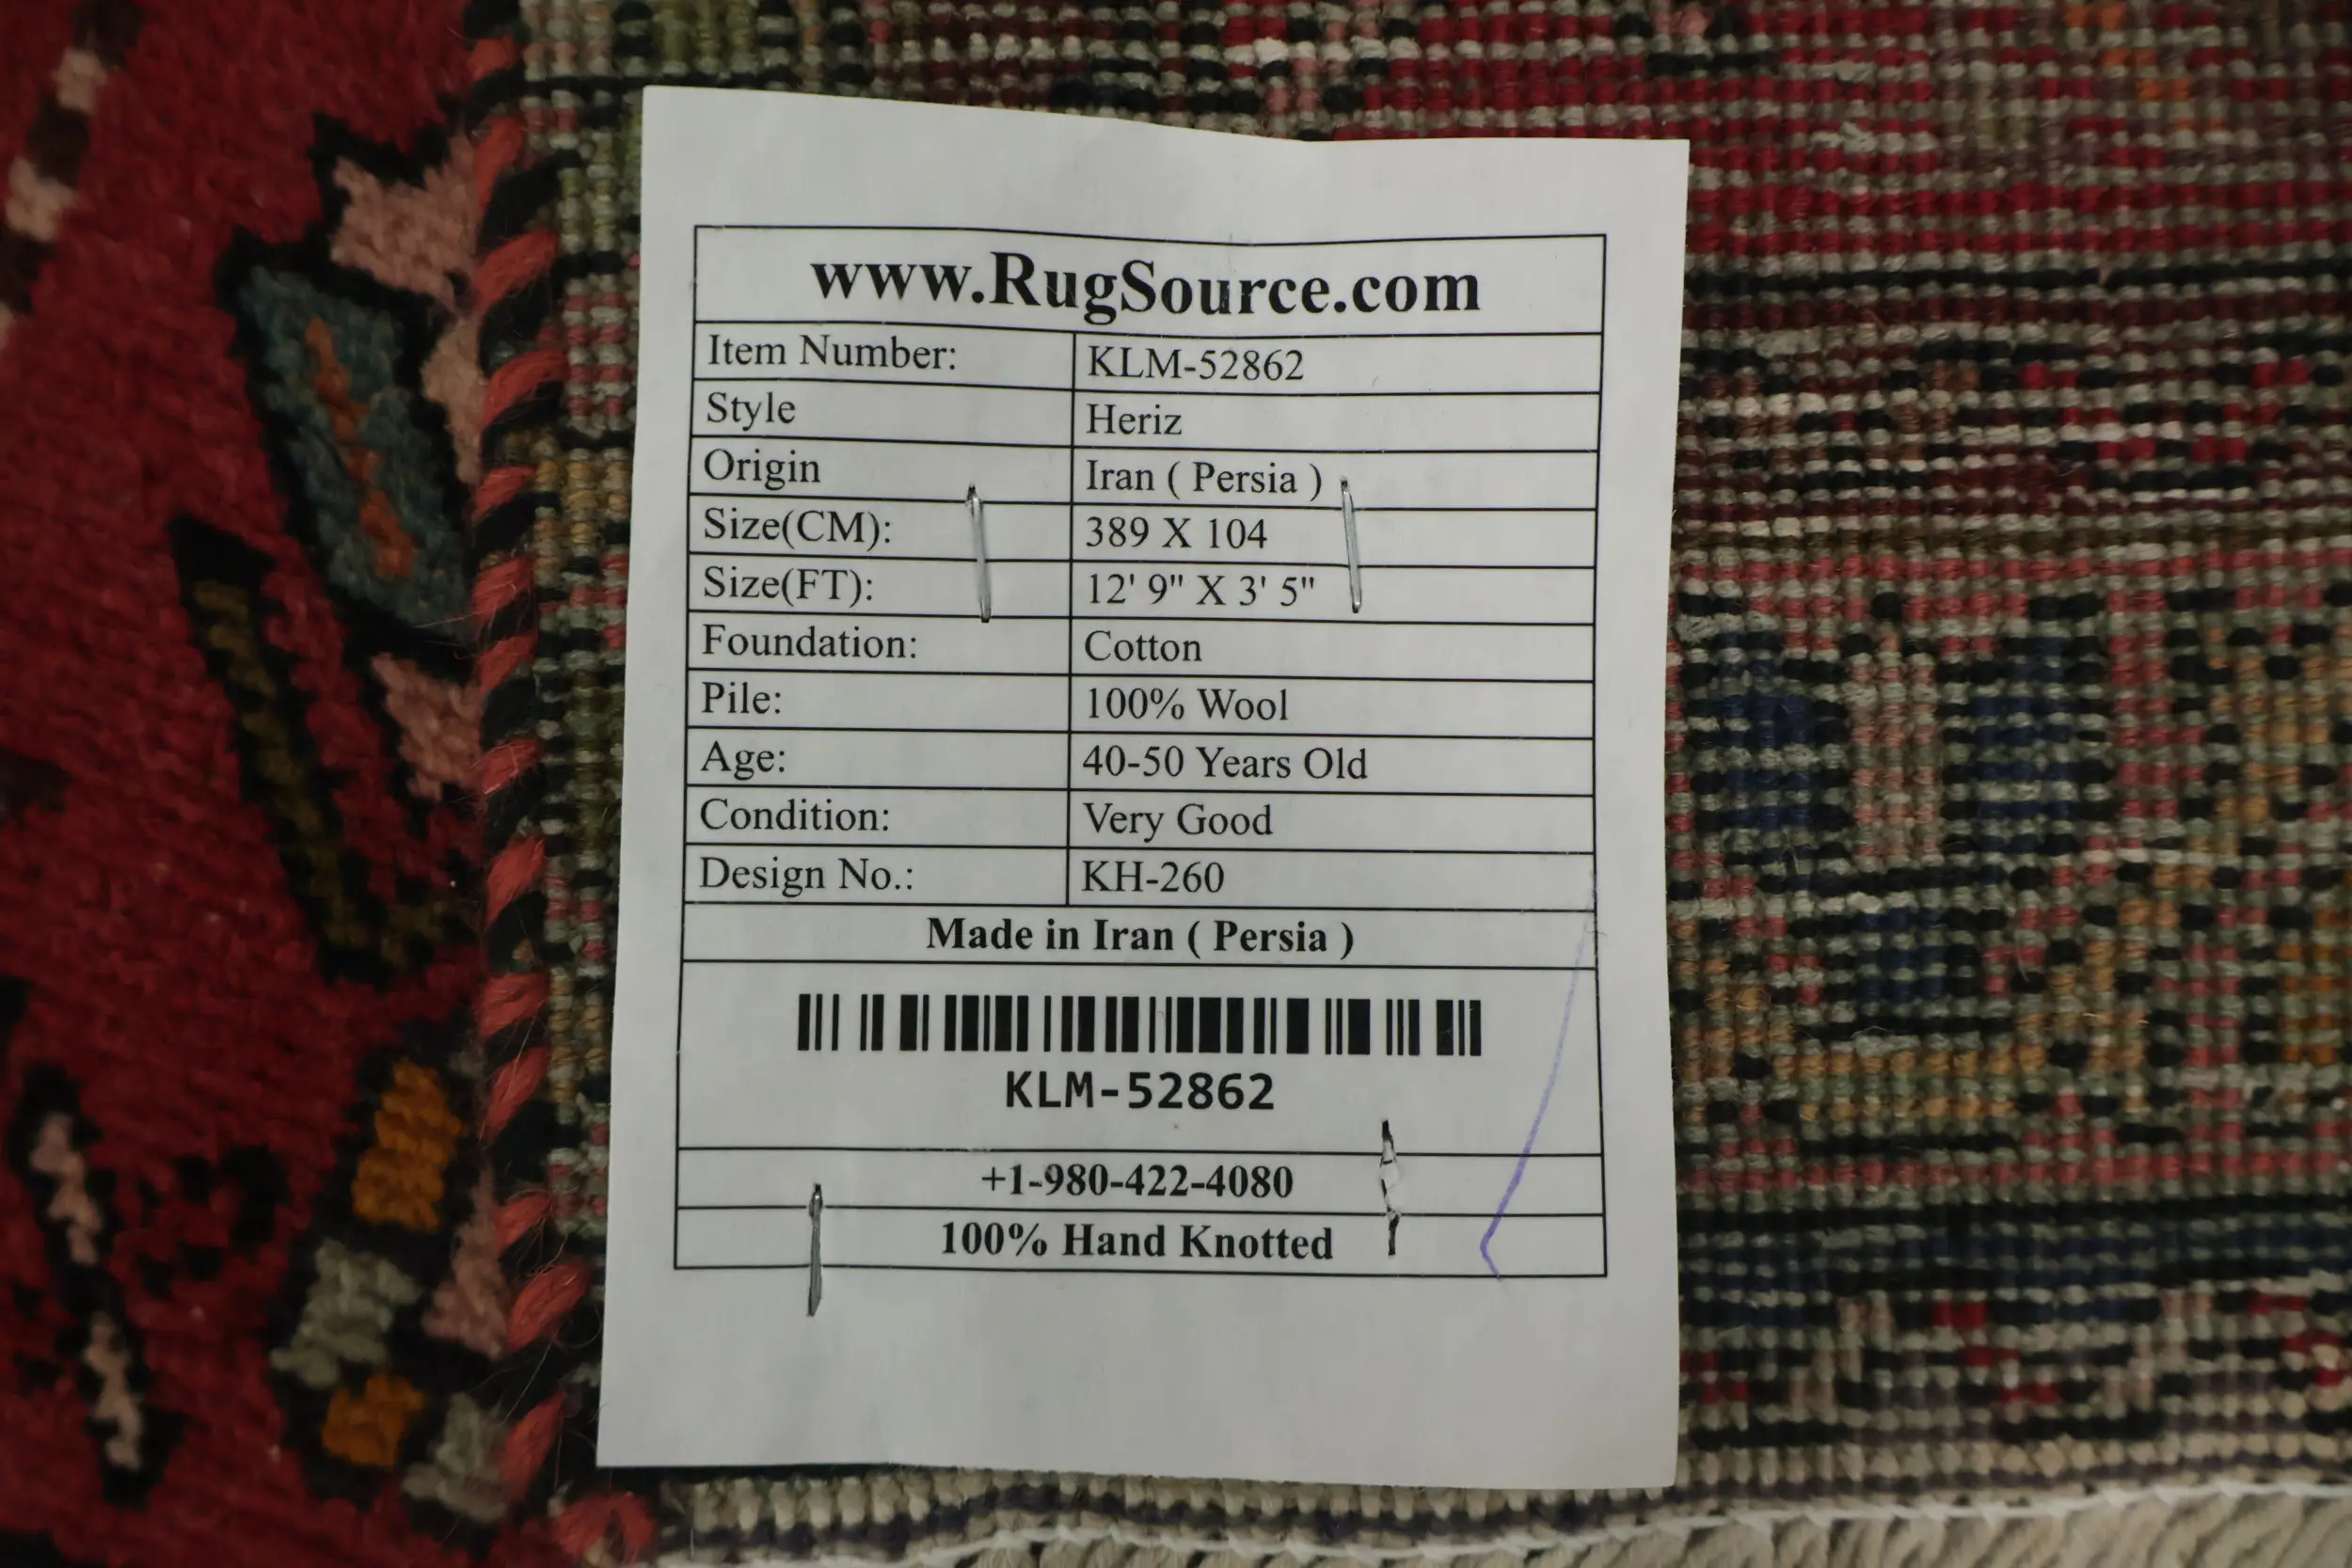 www.RugSource.com
Item Number: KLM-52862
Style Heriz
Origin Iran ( Persia )
Size(CM): 389 X 104
Size(FT): 12' 9" X 3' 5"
Foundation: Cotton
Pile: 100% Wool
Age: 40-50 Years Old
Condition: Very Good
Design No.: KH-260
Made in Iran ( Persia )
KLM-52862
+1-980-422-4080
100% Hand Knotted